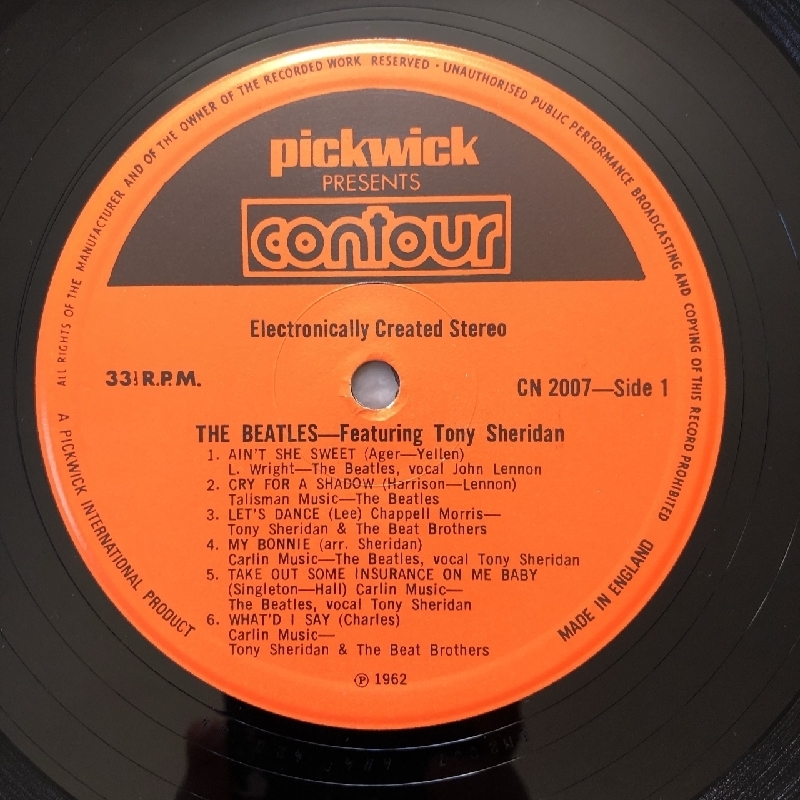 ALL RIGHTS OF THE MANUFACTURER AND OF THE OWNER OF THE RECORDED WORK RESERVED · UNAUTHORISED PUBLIC PERFORMANCE BROADCASTING AND COPYING OF THIS RECORD PROHIBITED
pickwick
PRESENTS
contour
Electronically Created Stereo
33⅓ R.P.M.
CN 2007—Side 1
THE BEATLES—Featuring Tony Sheridan
1. AIN'T SHE SWEET (Ager—Yellen)
L. Wright—The Beatles, vocal John Lennon
2. CRY FOR A SHADOW (Harrison—Lennon)
Talisman Music—The Beatles
3. LET'S DANCE (Lee) Chappell Morris—
Tony Sheridan & The Beat Brothers
4. MY BONNIE (arr. Sheridan)
Carlin Music—The Beatles, vocal Tony Sheridan
5. TAKE OUT SOME INSURANCE ON ME BABY
(Singleton—Hall) Carlin Music—
The Beatles, vocal Tony Sheridan
6. WHAT'D I SAY (Charles)
Carlin Music—
Tony Sheridan & The Beat Brothers
℗ 1962
A PICKWICK INTERNATIONAL PRODUCT
MADE IN ENGLAND